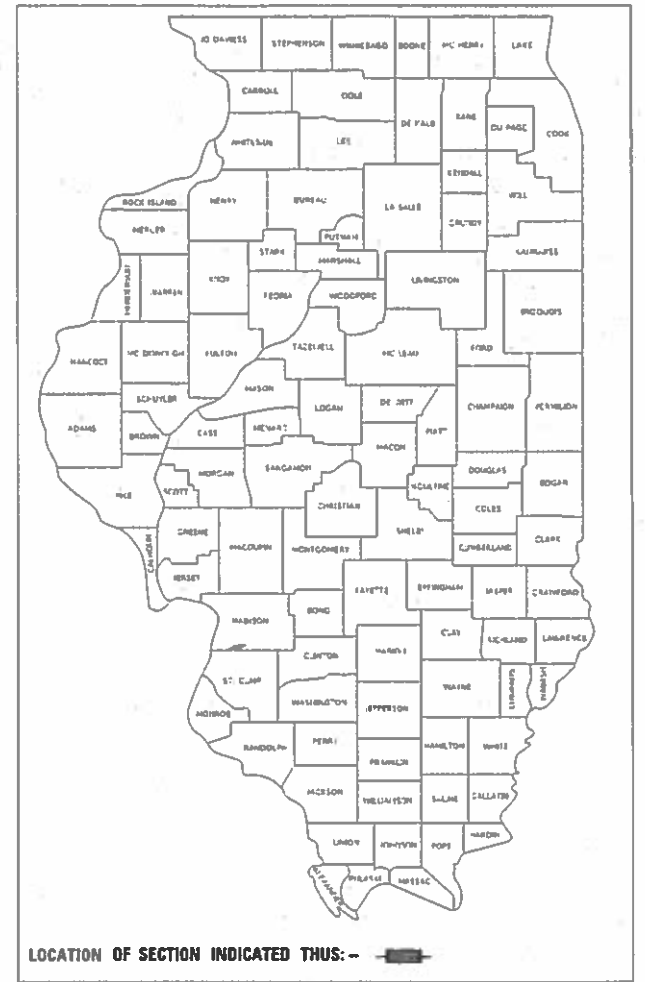 JO DAVIESS STEPHENSON WINNEBAGO BOONE MC HENRY LAKE
CARROLL OGLE
DE KALB KANE DU PAGE COOK
WHITESIDE LEE
KENDALL
ROCK ISLAND HENRY BUREAU LA SALLE WILL
MERCER PUTNAM GRUNDY
STARK MARSHALL KANKAKEE
HENDERSON WARREN KNOX PEORIA WOODFORD LIVINGSTON IROQUOIS
HANCOCK MC DONOUGH FULTON TAZEWELL MC LEAN FORD
MASON
SCHUYLER LOGAN DE WITT CHAMPAIGN VERMILION
ADAMS BROWN CASS MENARD MACON PIATT
MORGAN SANGAMON DOUGLAS EDGAR
PIKE SCOTT CHRISTIAN MOULTRIE COLES
GREENE MACOUPIN MONTGOMERY SHELBY CUMBERLAND CLARK
CALHOUN JERSEY
FAYETTE EFFINGHAM JASPER CRAWFORD
MADISON BOND
CLAY RICHLAND LAWRENCE
CLINTON MARION
ST. CLAIR WAYNE EDWARDS WABASH
MONROE WASHINGTON JEFFERSON
RANDOLPH PERRY HAMILTON WHITE
FRANKLIN
JACKSON WILLIAMSON SALINE GALLATIN
UNION JOHNSON POPE HARDIN
ALEXANDER PULASKI MASSAC
LOCATION OF SECTION INDICATED THUS: -